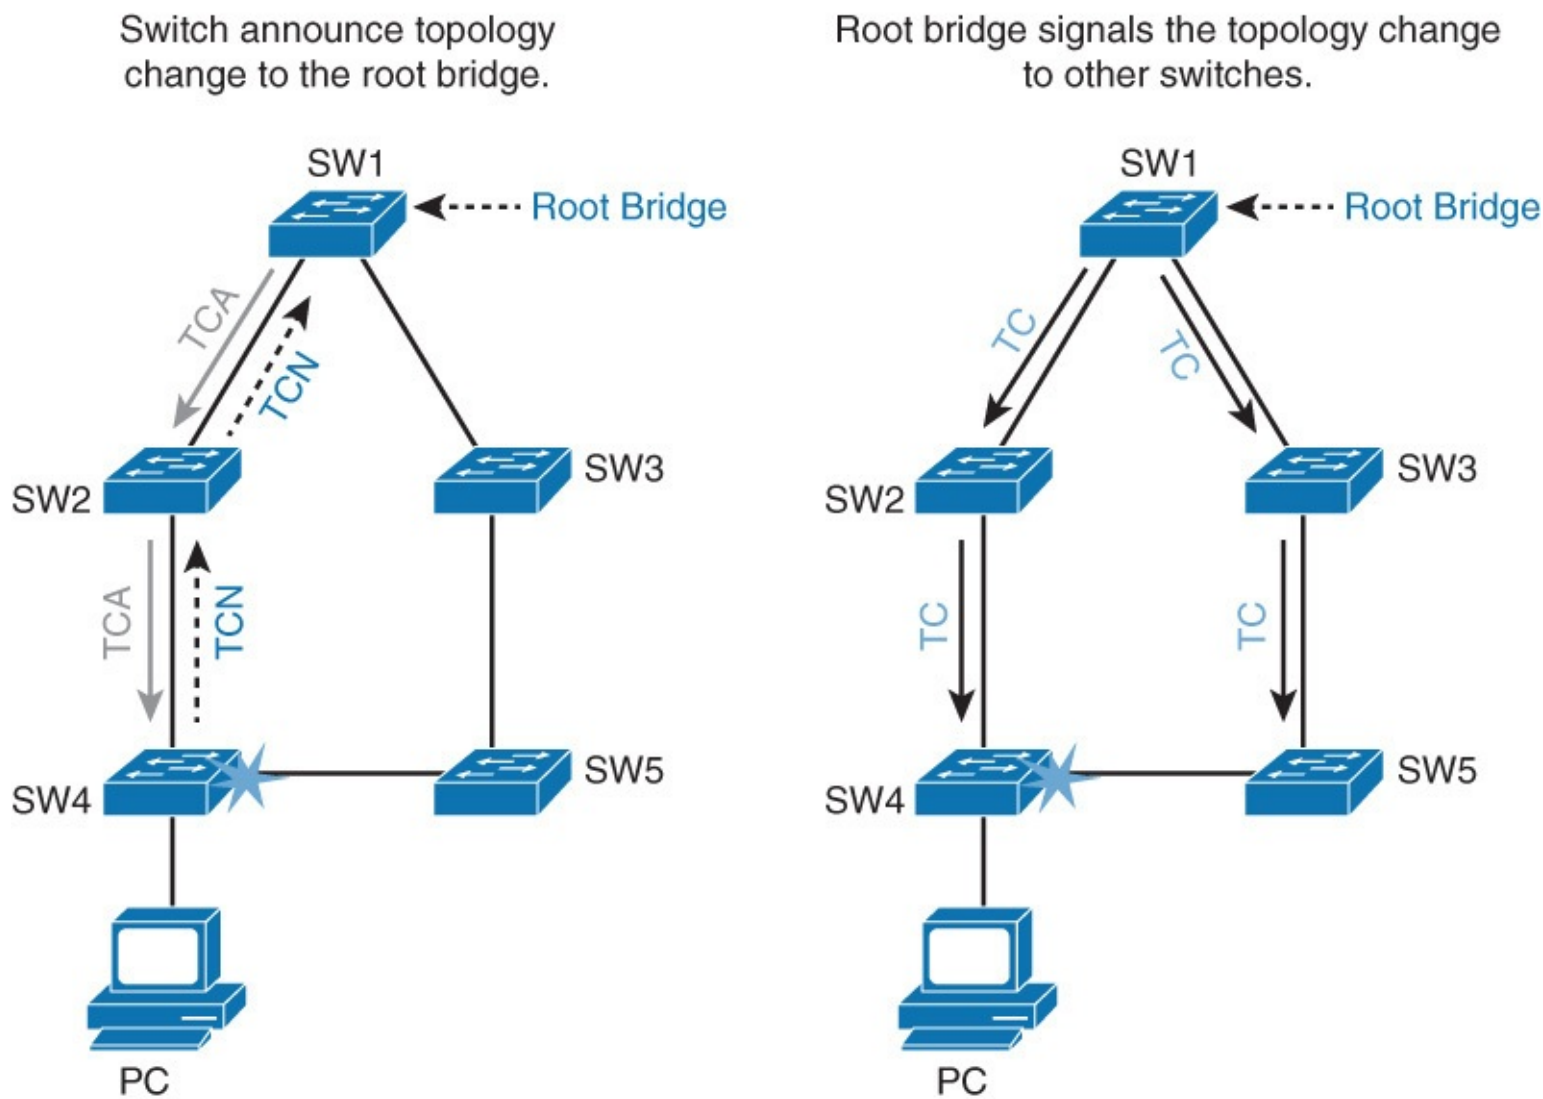 Switch announce topology
change to the root bridge.
SW1
Root Bridge
TCA
TCN
SW2
SW3
TCA
TCN
SW4
SW5
PC
Root bridge signals the topology change
to other switches.
SW1
Root Bridge
TC
TC
SW2
SW3
TC
TC
SW4
SW5
PC